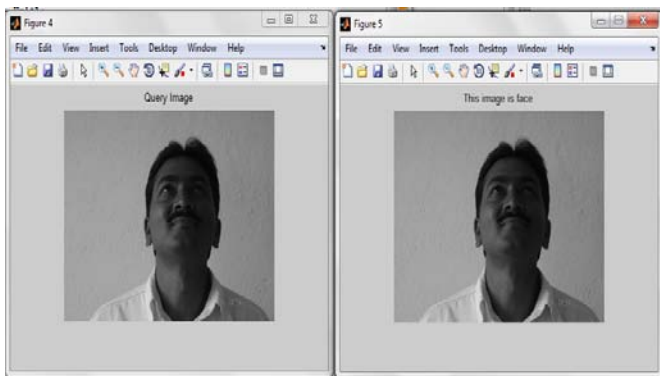 Figure 4
File Edit View Insert Tools Desktop Window Help
Query Image
Figure 5
File Edit View Insert Tools Desktop Window Help
This image is face